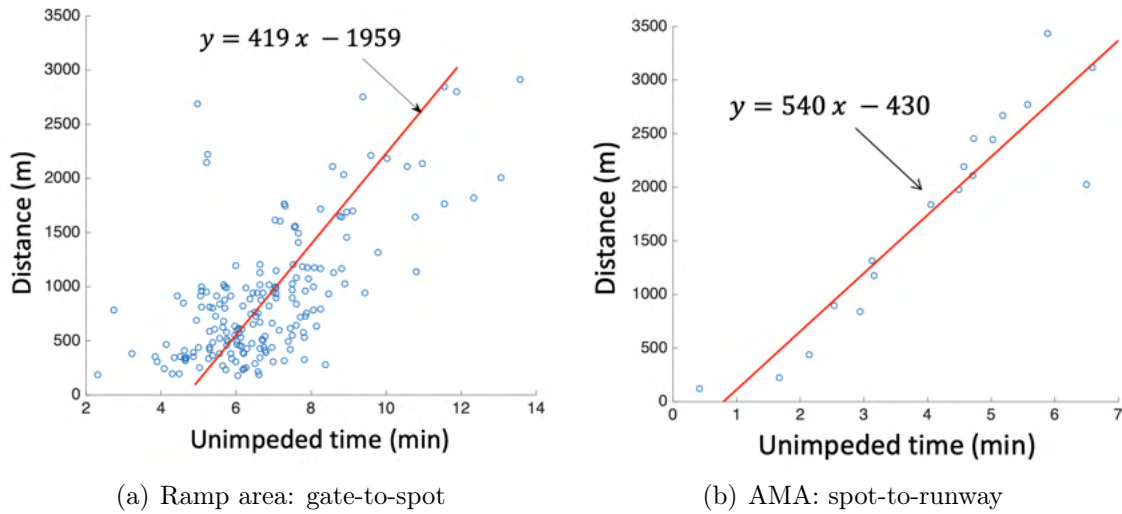 3500
3000
2500
2000
1500
1000
500
0
Distance (m)
y = 419 x − 1959
2 4 6 8 10 12 14
Unimpeded time (min)
(a) Ramp area: gate-to-spot
3500
3000
2500
2000
1500
1000
500
0
Distance (m)
y = 540 x − 430
0 1 2 3 4 5 6 7
Unimpeded time (min)
(b) AMA: spot-to-runway